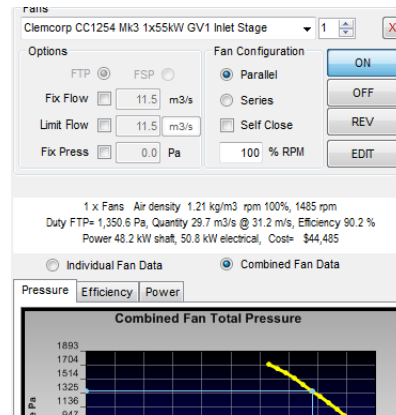 Fans
Clemcorp CC1254 Mk3 1x55kW GV1 Inlet Stage 1 X
Options Fan Configuration
ON
FTP FSP Parallel
Fix Flow 11.5 m3/s Series OFF
Limit Flow 11.5 m3/s Self Close REV
Fix Press 0.0 Pa 100 % RPM EDIT
1 x Fans Air density 1.21 kg/m3 rpm 100%, 1485 rpm
Duty FTP= 1,350.6 Pa, Quantity 29.7 m3/s @ 31.2 m/s, Efficiency 90.2 %
Power 48.2 kW shaft, 50.8 kW electrical, Cost= $44,485
Individual Fan Data Combined Fan Data
Pressure Efficiency Power
Combined Fan Total Pressure
1893
1704
1514
1325
1136
947
Pa